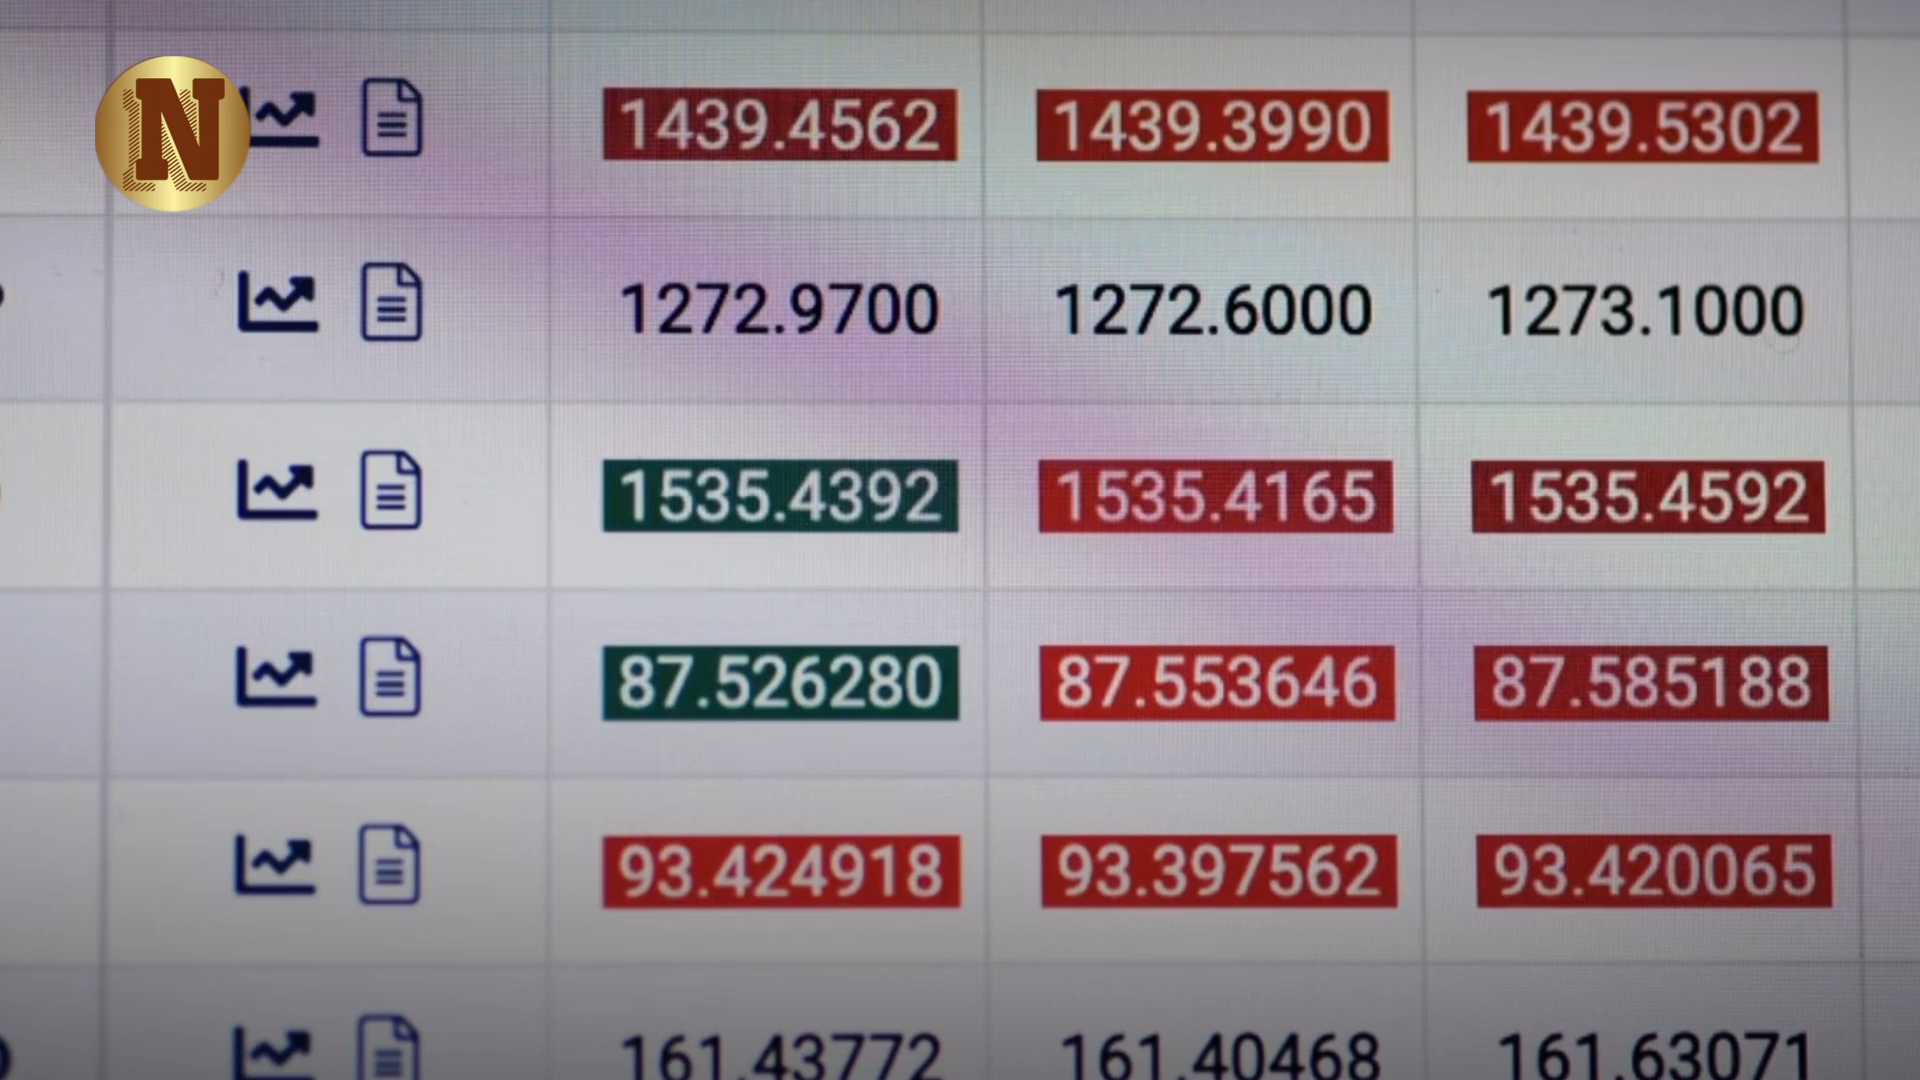 N
1439.4562 1439.3990 1439.5302
1272.9700 1272.6000 1273.1000
1535.4392 1535.4165 1535.4592
87.526280 87.553646 87.585188
93.424918 93.397562 93.420065
161.43772 161.40468 161.63071